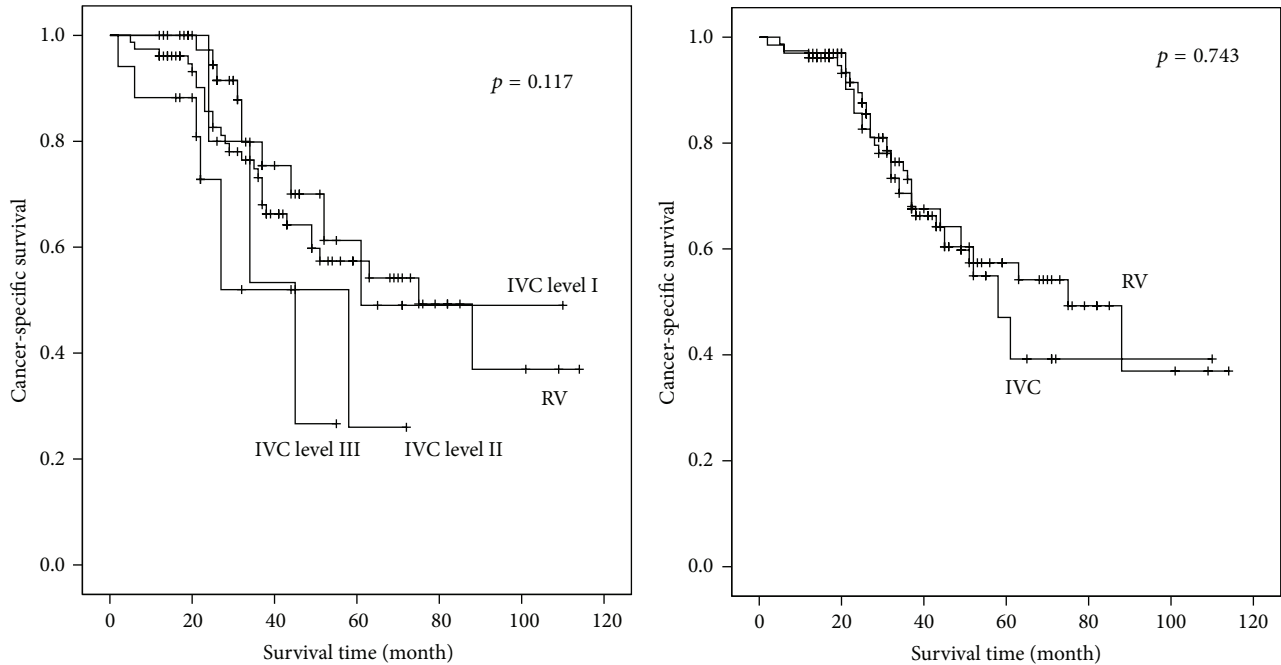 1.0
0.8
0.6
0.4
0.2
0.0
Cancer-specific survival
p = 0.117
IVC level I
RV
IVC level III
IVC level II
0 20 40 60 80 100 120
Survival time (month)
1.0
0.8
0.6
0.4
0.2
0.0
Cancer-specific survival
p = 0.743
RV
IVC
0 20 40 60 80 100 120
Survival time (month)